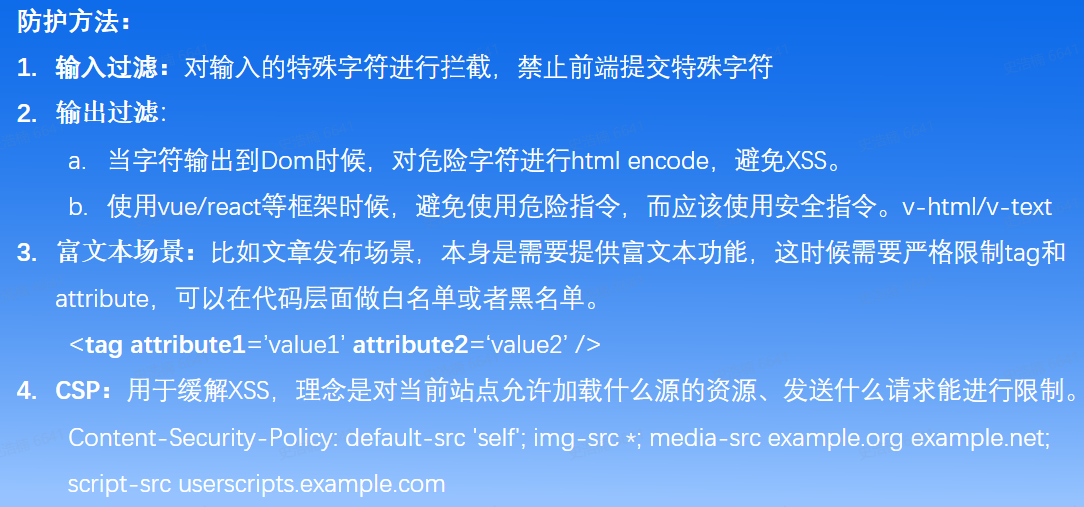 防护方法：
1. 输入过滤：对输入的特殊字符进行拦截，禁止前端提交特殊字符
2. 输出过滤:
a. 当字符输出到Dom时候，对危险字符进行html encode，避免XSS。
b. 使用vue/react等框架时候，避免使用危险指令，而应该使用安全指令。v-html/v-text
3. 富文本场景：比如文章发布场景，本身是需要提供富文本功能，这时候需要严格限制tag和
attribute，可以在代码层面做白名单或者黑名单。
<tag attribute1='value1’ attribute2=‘value2’ />
4. CSP：用于缓解XSS，理念是对当前站点允许加载什么源的资源、发送什么请求能进行限制。
Content-Security-Policy: default-src 'self'; img-src *; media-src example.org example.net;
script-src userscripts.example.com